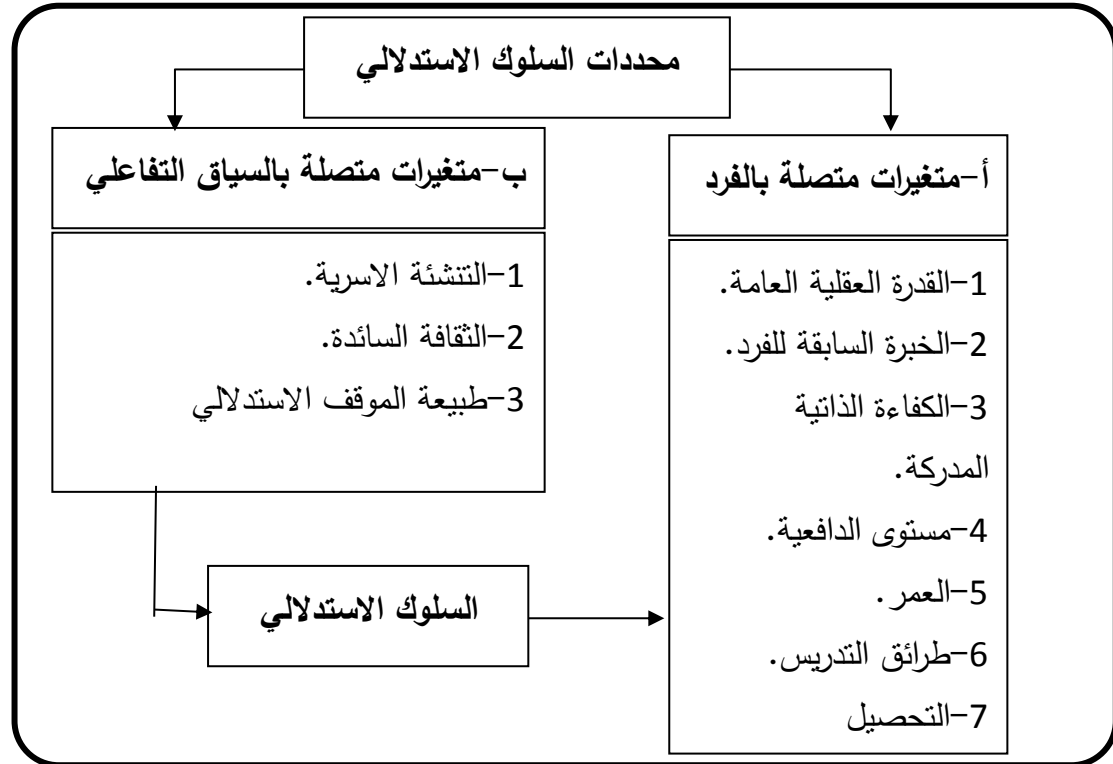 محددات السلوك الاستدلالي
أ-متغيرات متصلة بالفرد
1-القدرة العقلية العامة.
2-الخبرة السابقة للفرد.
3-الكفاءة الذاتية
المدركة.
4-مستوى الدافعية.
5-العمر.
6-طرائق التدريس.
7-التحصيل
ب-متغيرات متصلة بالسياق التفاعلي
1-التنشئة الاسرية.
2-الثقافة السائدة.
3-طبيعة الموقف الاستدلالي
السلوك الاستدلالي